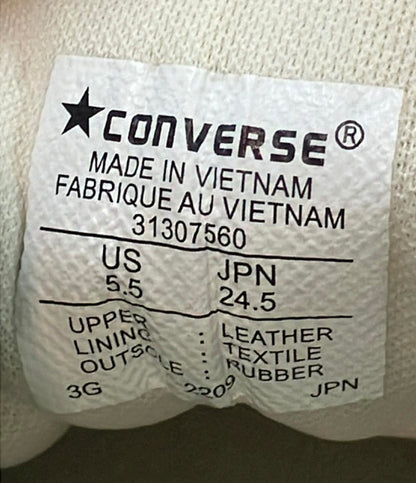 ★CONVERSE®
MADE IN VIETNAM
FABRIQUE AU VIETNAM
31307560
US JPN
5.5 24.5
UPPER : LEATHER
LINING : TEXTILE
OUTSOLE : RUBBER
3G 2209 JPN